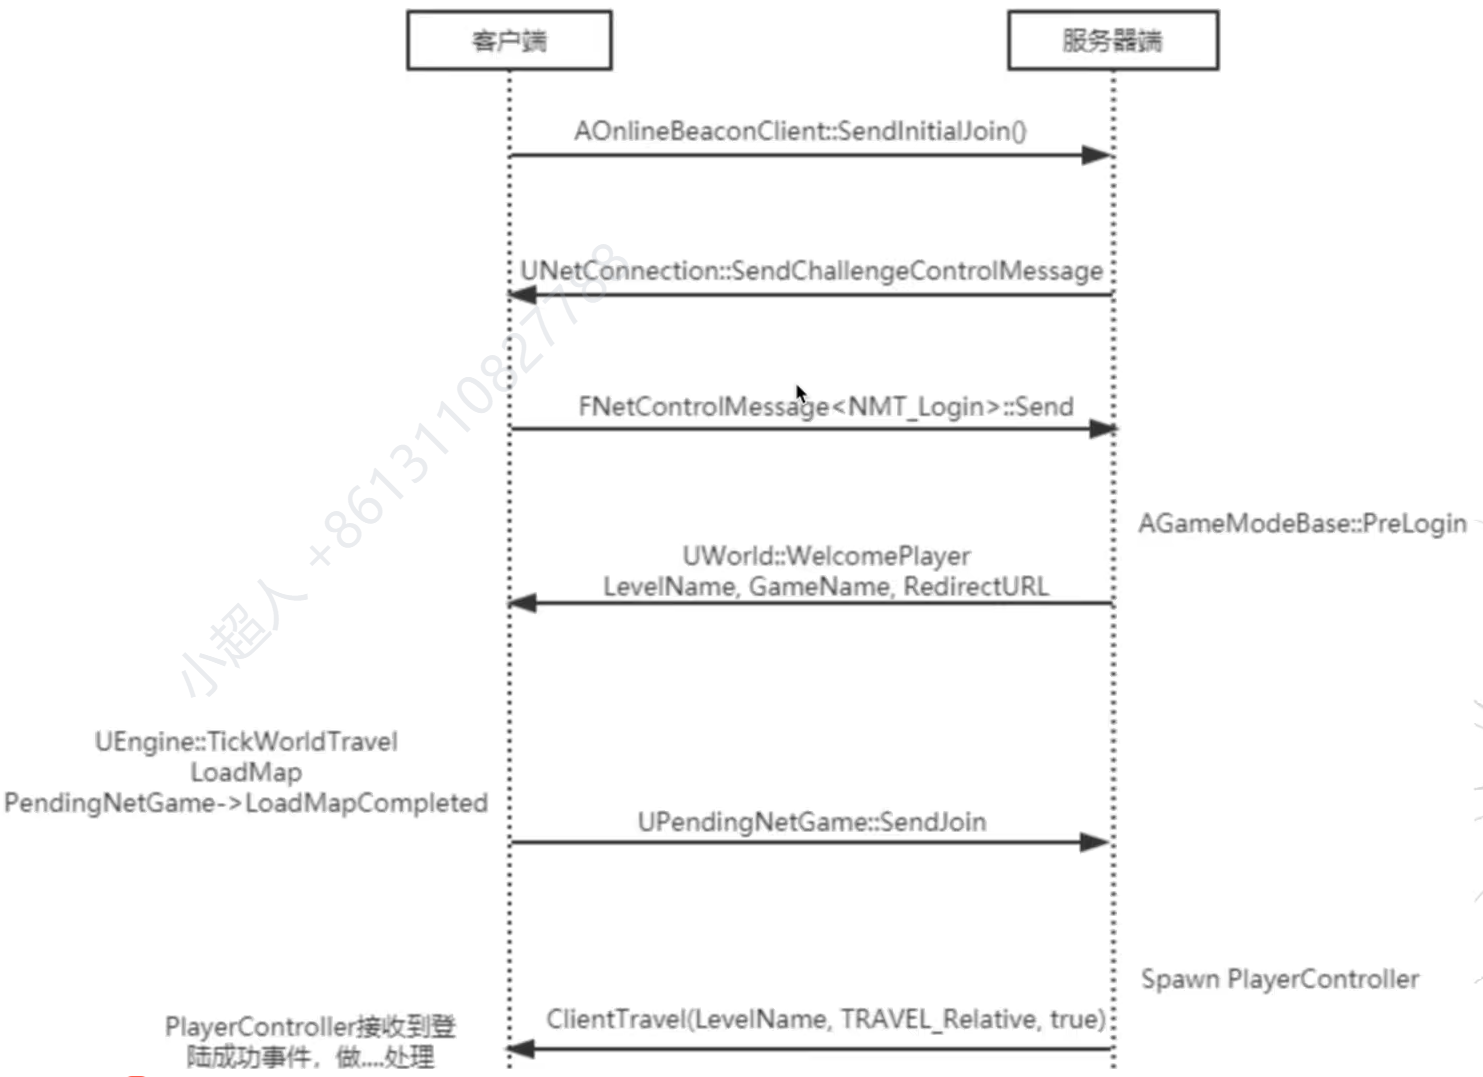 客户端
服务器端
AOnlineBeaconClient::SendInitialJoin()
UNetConnection::SendChallengeControlMessage
FNetControlMessage<NMT_Login>::Send
AGameModeBase::PreLogin
UWorld::WelcomePlayer
LevelName, GameName, RedirectURL
UEngine::TickWorldTravel
LoadMap
PendingNetGame->LoadMapCompleted
UPendingNetGame::SendJoin
Spawn PlayerController
ClientTravel(LevelName, TRAVEL_Relative, true)
PlayerController接收到登
陆成功事件，做....处理
小超人 +8613110827788